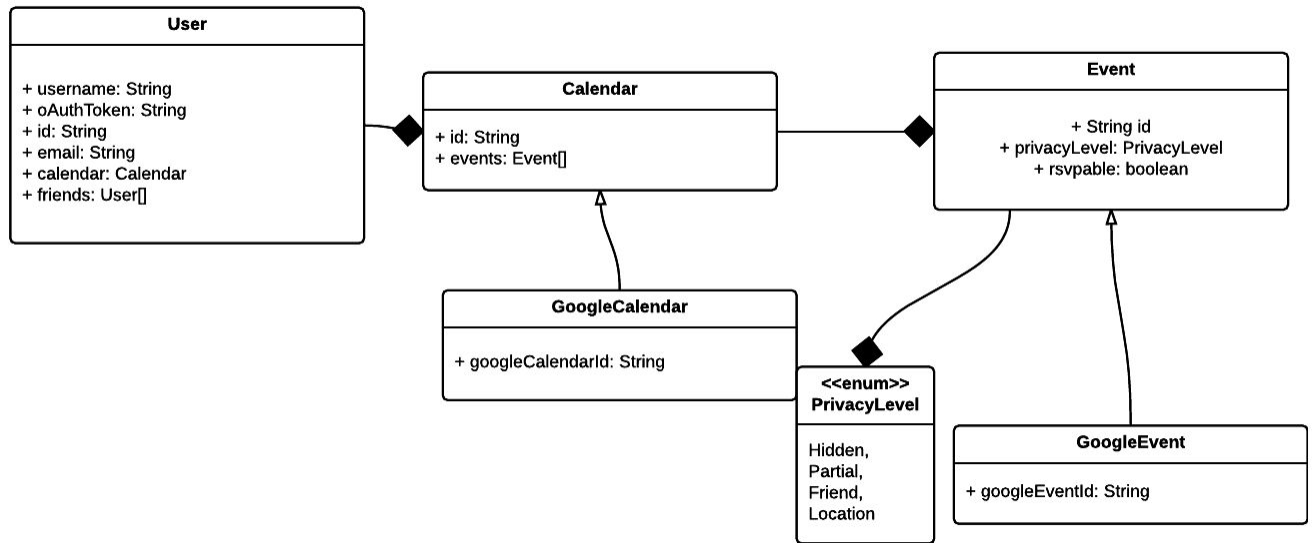 User
+ username: String
+ oAuthToken: String
+ id: String
+ email: String
+ calendar: Calendar
+ friends: User[]
Calendar
+ id: String
+ events: Event[]
Event
+ String id
+ privacyLevel: PrivacyLevel
+ rsvpable: boolean
GoogleCalendar
+ googleCalendarId: String
<<enum>>
PrivacyLevel
Hidden,
Partial,
Friend,
Location
GoogleEvent
+ googleEventId: String